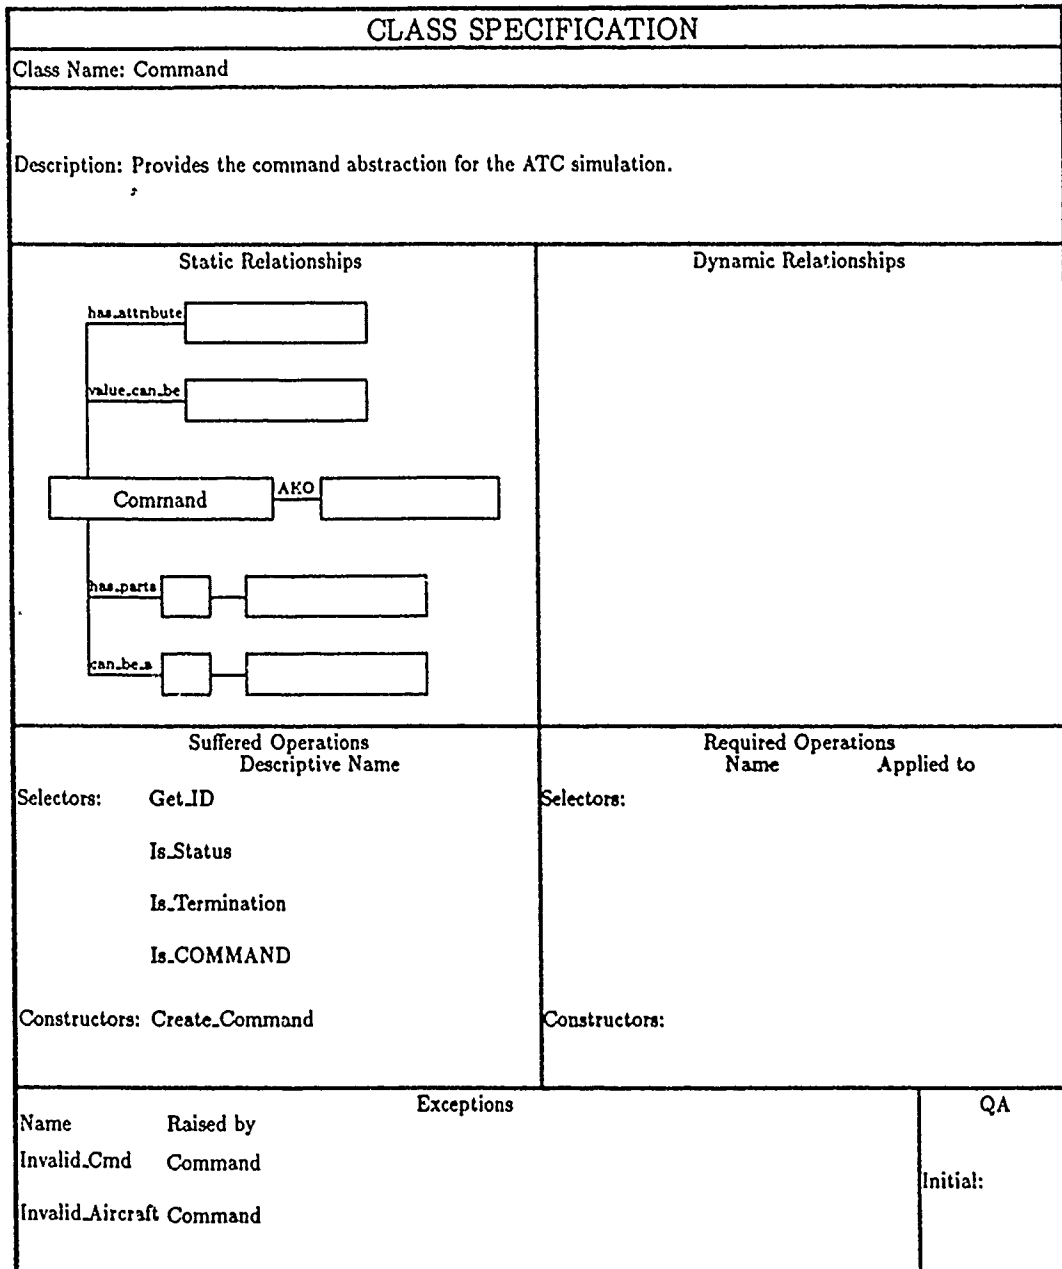 CLASS SPECIFICATION
Class Name: Command
Description: Provides the command abstraction for the ATC simulation.
Static Relationships
has_attribute
value_can_be
Command
AKO
has_parts
can_be_a
Dynamic Relationships
Suffered Operations
Descriptive Name
Selectors: Get_ID
Is_Status
Is_Termination
Is_COMMAND
Constructors: Create_Command
Required Operations
Name Applied to
Selectors:
Constructors:
Exceptions
Name Raised by
Invalid_Cmd Command
Invalid_Aircraft Command
QA
Initial: